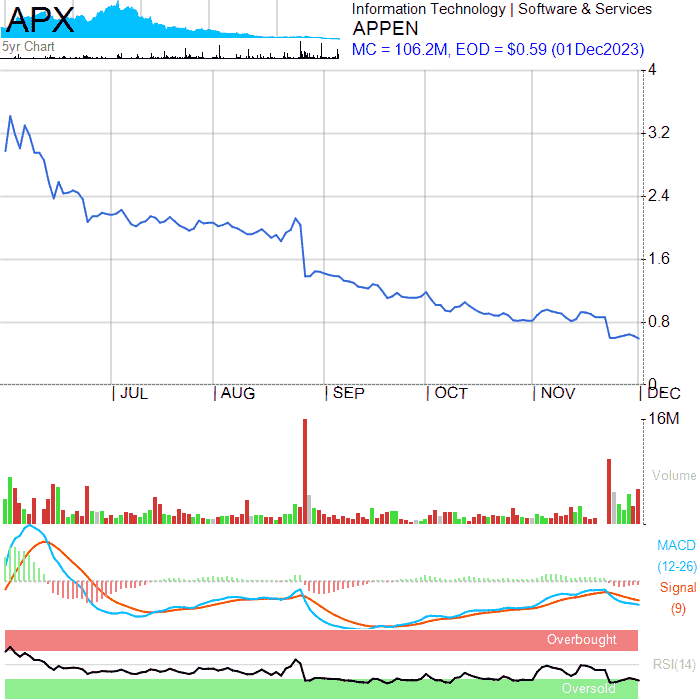 APX
5yr Chart
Information Technology | Software & Services
APPEN
MC = 106.2M, EOD = $0.59 (01Dec2023)
4
3.2
2.4
1.6
0.8
0
JUL AUG SEP OCT NOV DEC
16M
Volume
MACD
(12-26)
Signal
(9)
Overbought
RSI(14)
Oversold